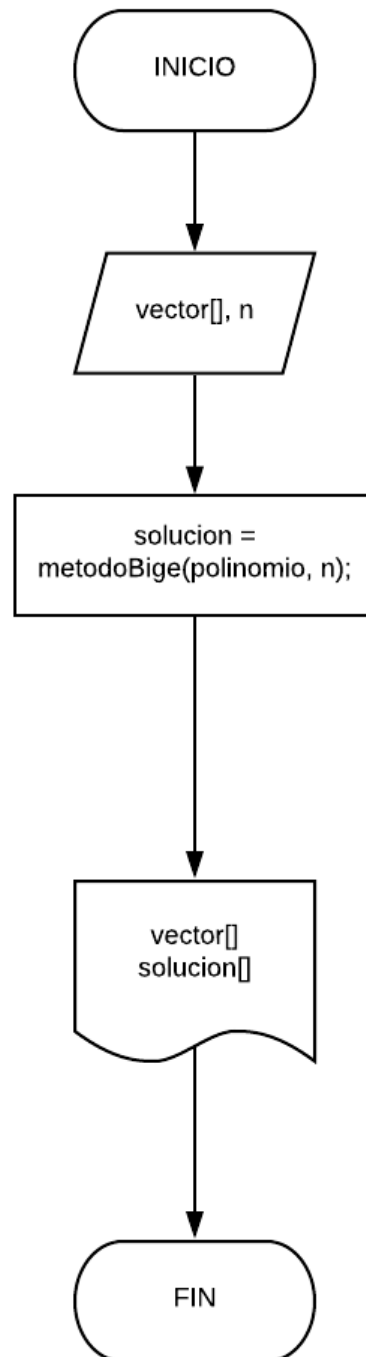 INICIO
vector[], n
solucion =
metodoBige(polinomio, n);
vector[]
solucion[]
FIN